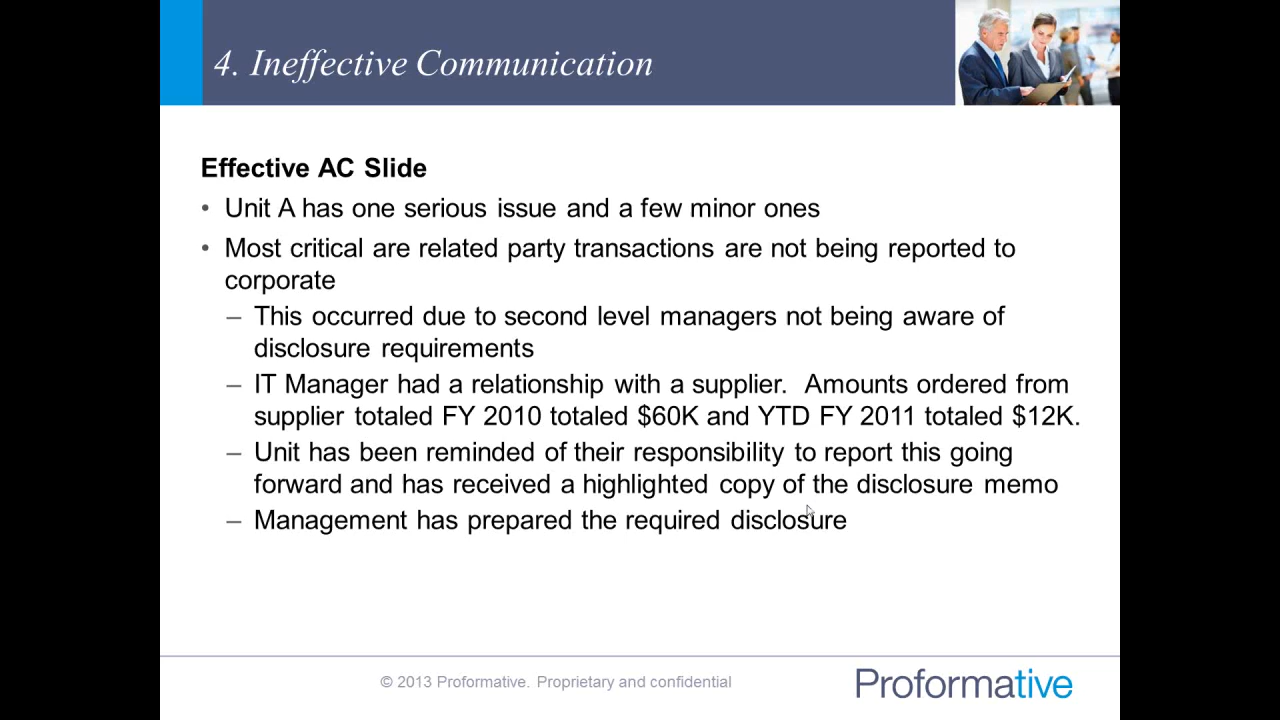 4. Ineffective Communication
Effective AC Slide
• Unit A has one serious issue and a few minor ones
• Most critical are related party transactions are not being reported to
corporate
– This occurred due to second level managers not being aware of
disclosure requirements
– IT Manager had a relationship with a supplier.  Amounts ordered from
supplier totaled FY 2010 totaled $60K and YTD FY 2011 totaled $12K.
– Unit has been reminded of their responsibility to report this going
forward and has received a highlighted copy of the disclosure memo
– Management has prepared the required disclosure
© 2013 Proformative.  Proprietary and confidential
Proformative